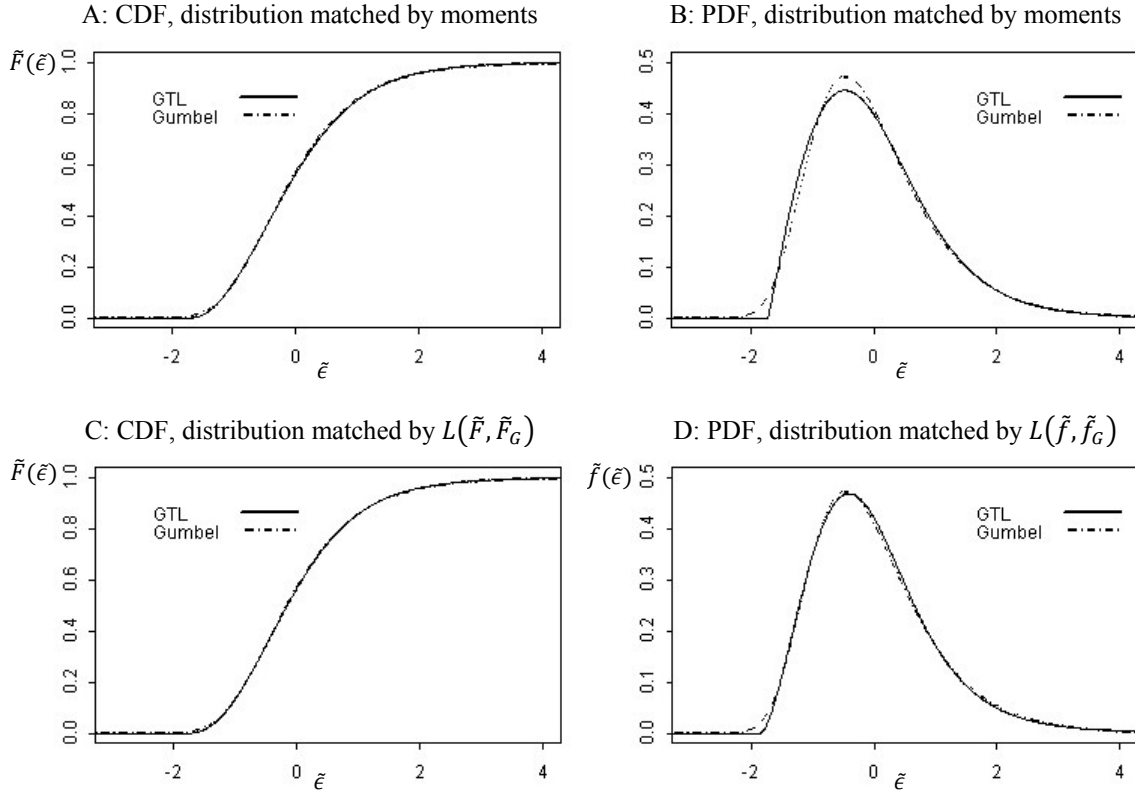 A: CDF, distribution matched by moments
B: PDF, distribution matched by moments
F̃(ε̃)
1.0
0.8
0.6
0.4
0.2
0.0
GTL
Gumbel
-2
0
2
4
ε̃
0.5
0.4
0.3
0.2
0.1
0.0
GTL
Gumbel
-2
0
2
4
ε̃
C: CDF, distribution matched by L(F̃, F̃_G)
D: PDF, distribution matched by L(f̃, f̃_G)
F̃(ε̃)
1.0
0.8
0.6
0.4
0.2
0.0
GTL
Gumbel
-2
0
2
4
ε̃
f̃(ε̃)
0.5
0.4
0.3
0.2
0.1
0.0
GTL
Gumbel
-2
0
2
4
ε̃